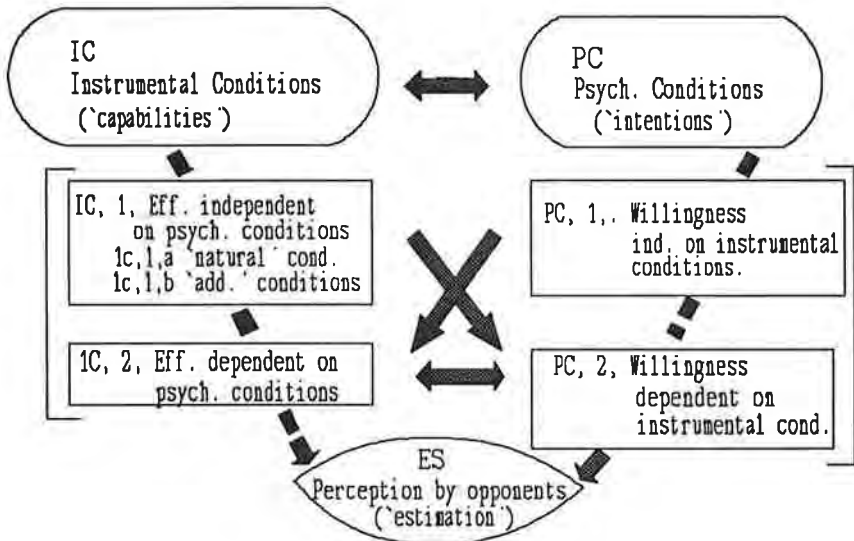 IC
Instrumental Conditions
(`capabilities´)
PC
Psych. Conditions
(`intentions´)
IC, 1, Eff. independent
on psych. conditions
1c,1,a `natural´ cond.
1c,1,b `add.´ conditions
PC, 1,. Willingness
ind. on instrumental
conditions.
1C, 2, Eff. dependent on
psych. conditions
PC, 2, Willingness
dependent on
instrumental cond.
ES
Perception by opponents
(`estimation´)